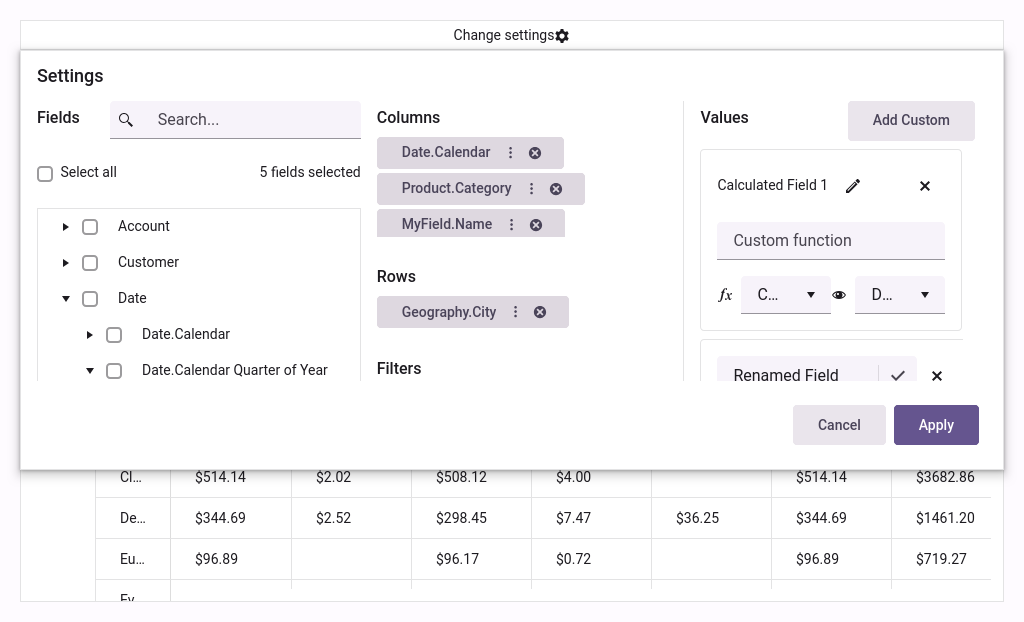 Change settings
Settings
Fields
Search...
Select all
5 fields selected
Account
Customer
Date
Date.Calendar
Date.Calendar Quarter of Year
Columns
Date.Calendar
Product.Category
MyField.Name
Rows
Geography.City
Filters
Values
Add Custom
Calculated Field 1
Custom function
fx C... D...
Renamed Field
Cancel
Apply
Cl... $514.14 $2.02 $508.12 $4.00 $514.14 $3682.86
De... $344.69 $2.52 $298.45 $7.47 $36.25 $344.69 $1461.20
Eu... $96.89 $96.17 $0.72 $96.89 $719.27